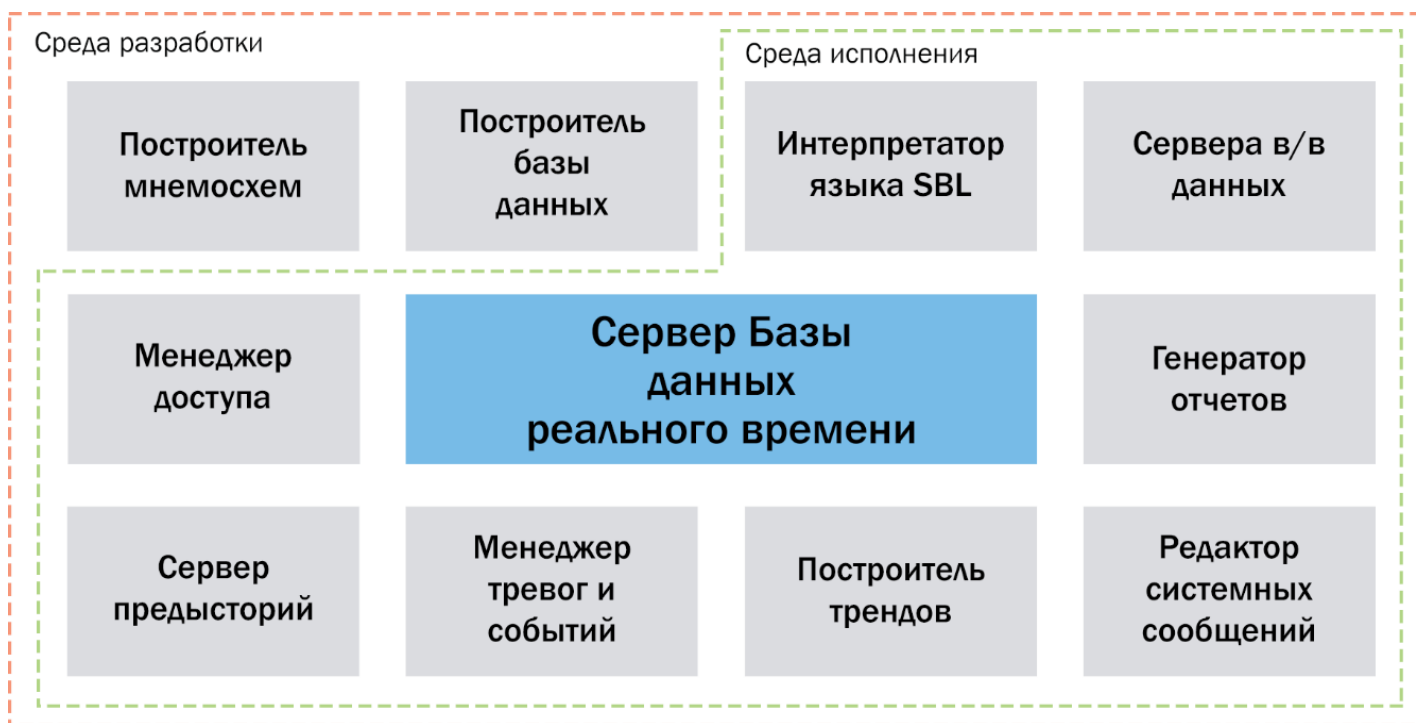 Среда разработки
Среда исполнения
Построитель
мнемосхем
Построитель
базы
данных
Интерпретатор
языка SBL
Сервера в/в
данных
Менеджер
доступа
Сервер Базы
данных
реального времени
Генератор
отчетов
Сервер
предысторий
Менеджер
тревог и
событий
Построитель
трендов
Редактор
системных
сообщений